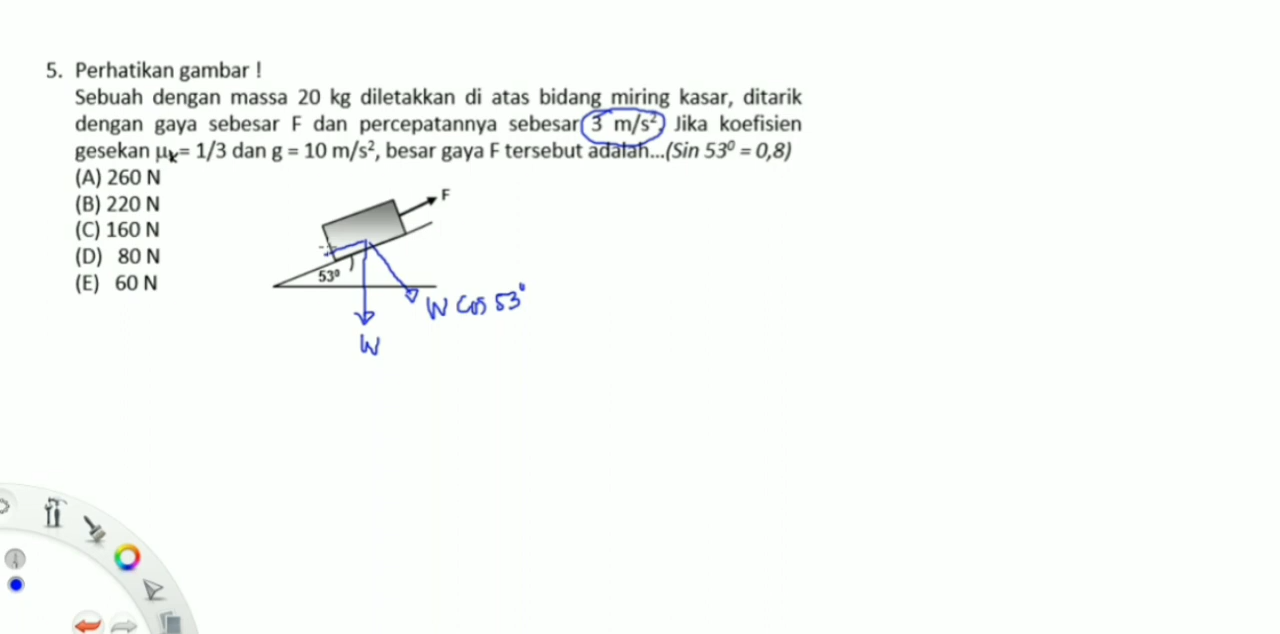 5. Perhatikan gambar !
Sebuah dengan massa 20 kg diletakkan di atas bidang miring kasar, ditarik
dengan gaya sebesar F dan percepatannya sebesar 3 m/s², Jika koefisien
gesekan μk= 1/3 dan g = 10 m/s², besar gaya F tersebut adalah...(Sin 53⁰ = 0,8)
(A) 260 N
(B) 220 N
(C) 160 N
(D) 80 N
(E) 60 N
F
53⁰
W Cos 53°
W